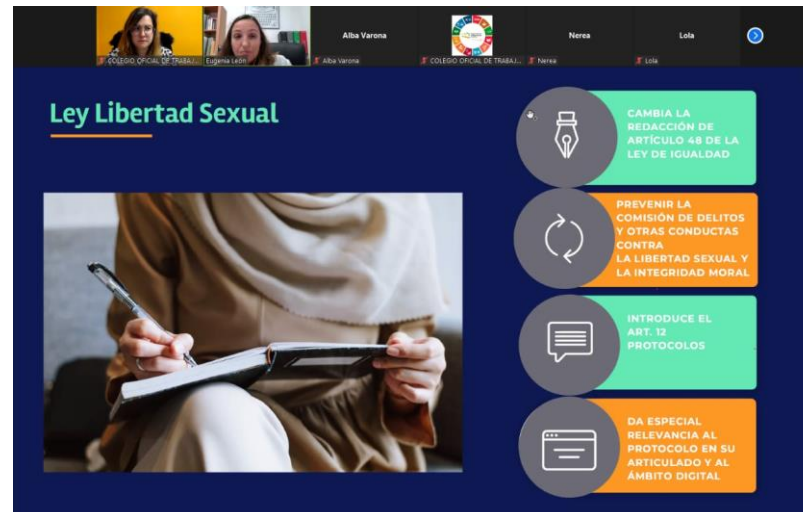 COLEGIO OFICIAL DE TRABAJ...
Eugenia León
Alba Varona
Alba Varona
COLEGIO OFICIAL DE TRABAJ...
Nerea
Nerea
Lola
Lola
Ley Libertad Sexual
CAMBIA LA
REDACCIÓN DE
ARTÍCULO 48 DE LA
LEY DE IGUALDAD
PREVENIR LA
COMISIÓN DE DELITOS
Y OTRAS CONDUCTAS
CONTRA
LA LIBERTAD SEXUAL Y
LA INTEGRIDAD MORAL
INTRODUCE EL
ART. 12
PROTOCOLOS
DA ESPECIAL
RELEVANCIA AL
PROTOCOLO EN SU
ARTICULADO Y AL
ÁMBITO DIGITAL